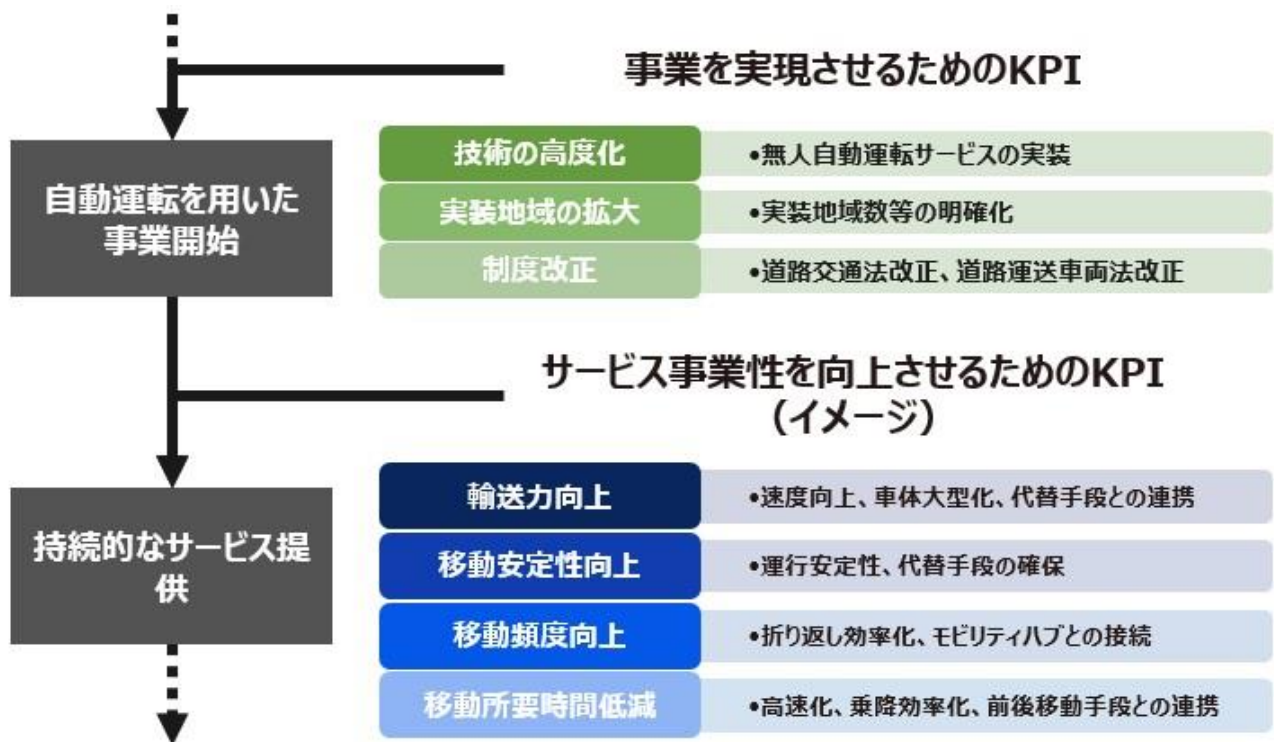 事業を実現させるためのKPI
自動運転を用いた
事業開始
技術の高度化
•無人自動運転サービスの実装
実装地域の拡大
•実装地域数等の明確化
制度改正
•道路交通法改正、道路運送車両法改正
サービス事業性を向上させるためのKPI
（イメージ）
持続的なサービス提
供
輸送力向上
•速度向上、車体大型化、代替手段との連携
移動安定性向上
•運行安定性、代替手段の確保
移動頻度向上
•折り返し効率化、モビリティハブとの接続
移動所要時間低減
•高速化、乗降効率化、前後移動手段との連携